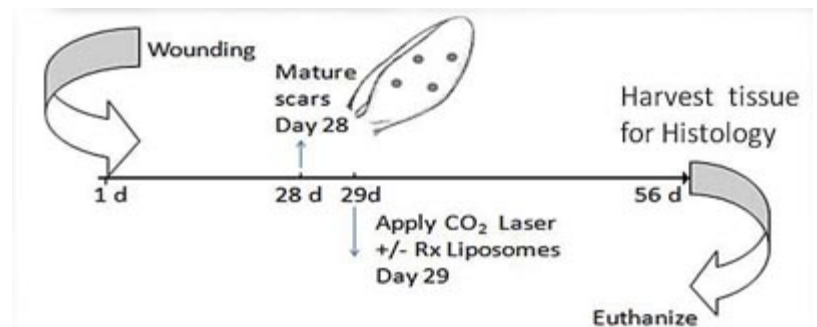 Wounding
Mature
scars
Day 28
Harvest tissue
for Histology
1 d
28 d
29d
56 d
Apply CO₂ Laser
+/- Rx Liposomes
Day 29
Euthanize